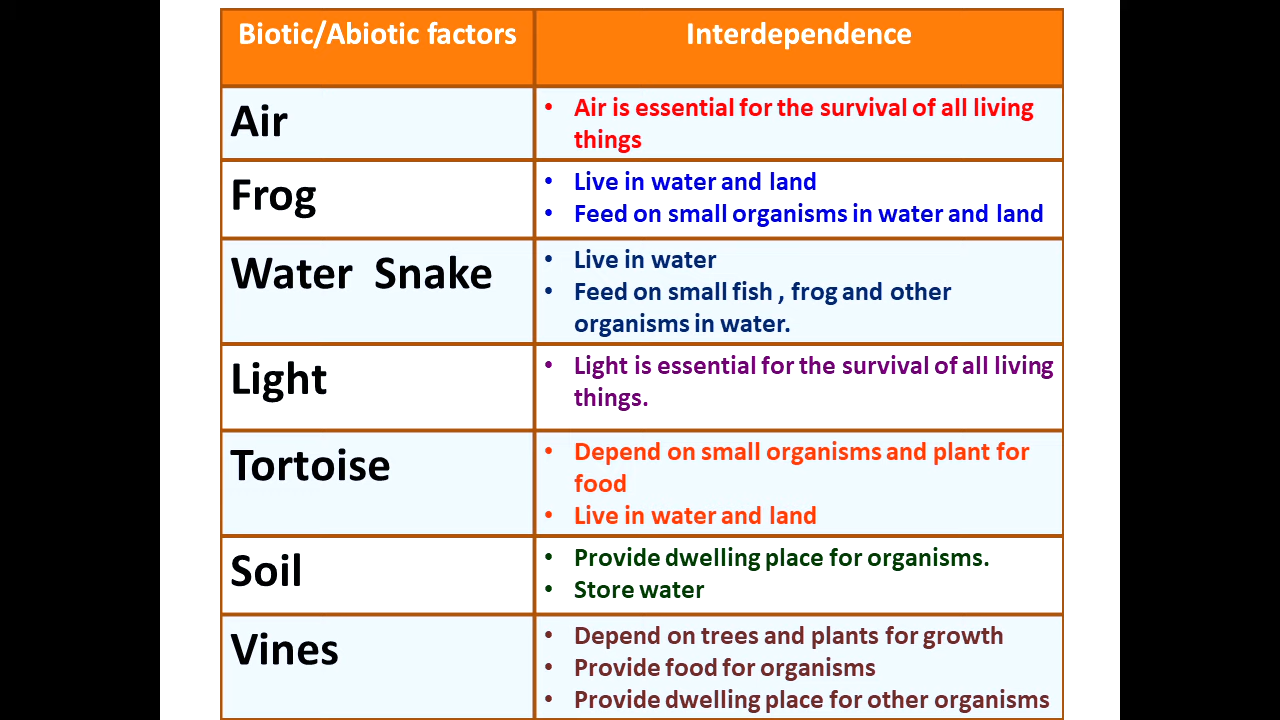 Biotic/Abiotic factors
Interdependence
Air
• Air is essential for the survival of all living
things
Frog
• Live in water and land
• Feed on small organisms in water and land
Water Snake
• Live in water
• Feed on small fish , frog and other
organisms in water.
Light
• Light is essential for the survival of all living
things.
Tortoise
• Depend on small organisms and plant for
food
• Live in water and land
Soil
• Provide dwelling place for organisms.
• Store water
Vines
• Depend on trees and plants for growth
• Provide food for organisms
• Provide dwelling place for other organisms